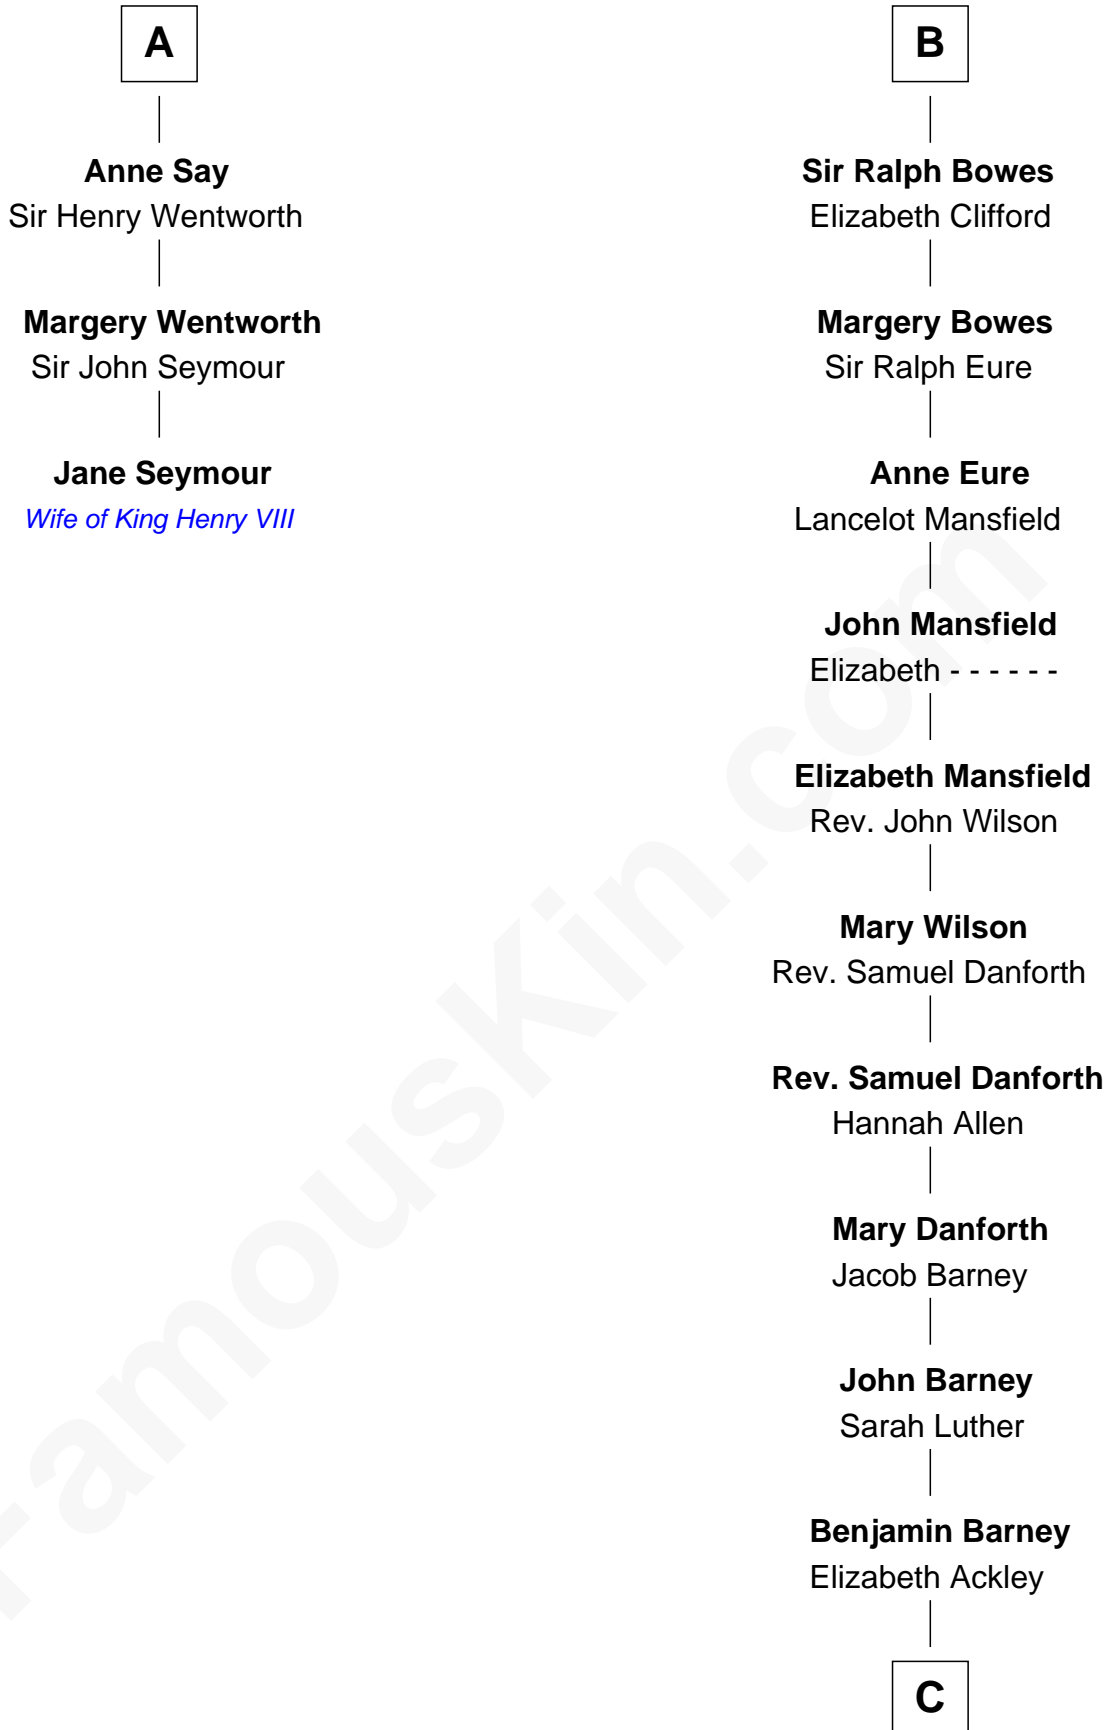 A
Anne Say
Sir Henry Wentworth
Margery Wentworth
Sir John Seymour
Jane Seymour
Wife of King Henry VIII
B
Sir Ralph Bowes
Elizabeth Clifford
Margery Bowes
Sir Ralph Eure
Anne Eure
Lancelot Mansfield
John Mansfield
Elizabeth - - - - - -
Elizabeth Mansfield
Rev. John Wilson
Mary Wilson
Rev. Samuel Danforth
Rev. Samuel Danforth
Hannah Allen
Mary Danforth
Jacob Barney
John Barney
Sarah Luther
Benjamin Barney
Elizabeth Ackley
C
FamousKin.com